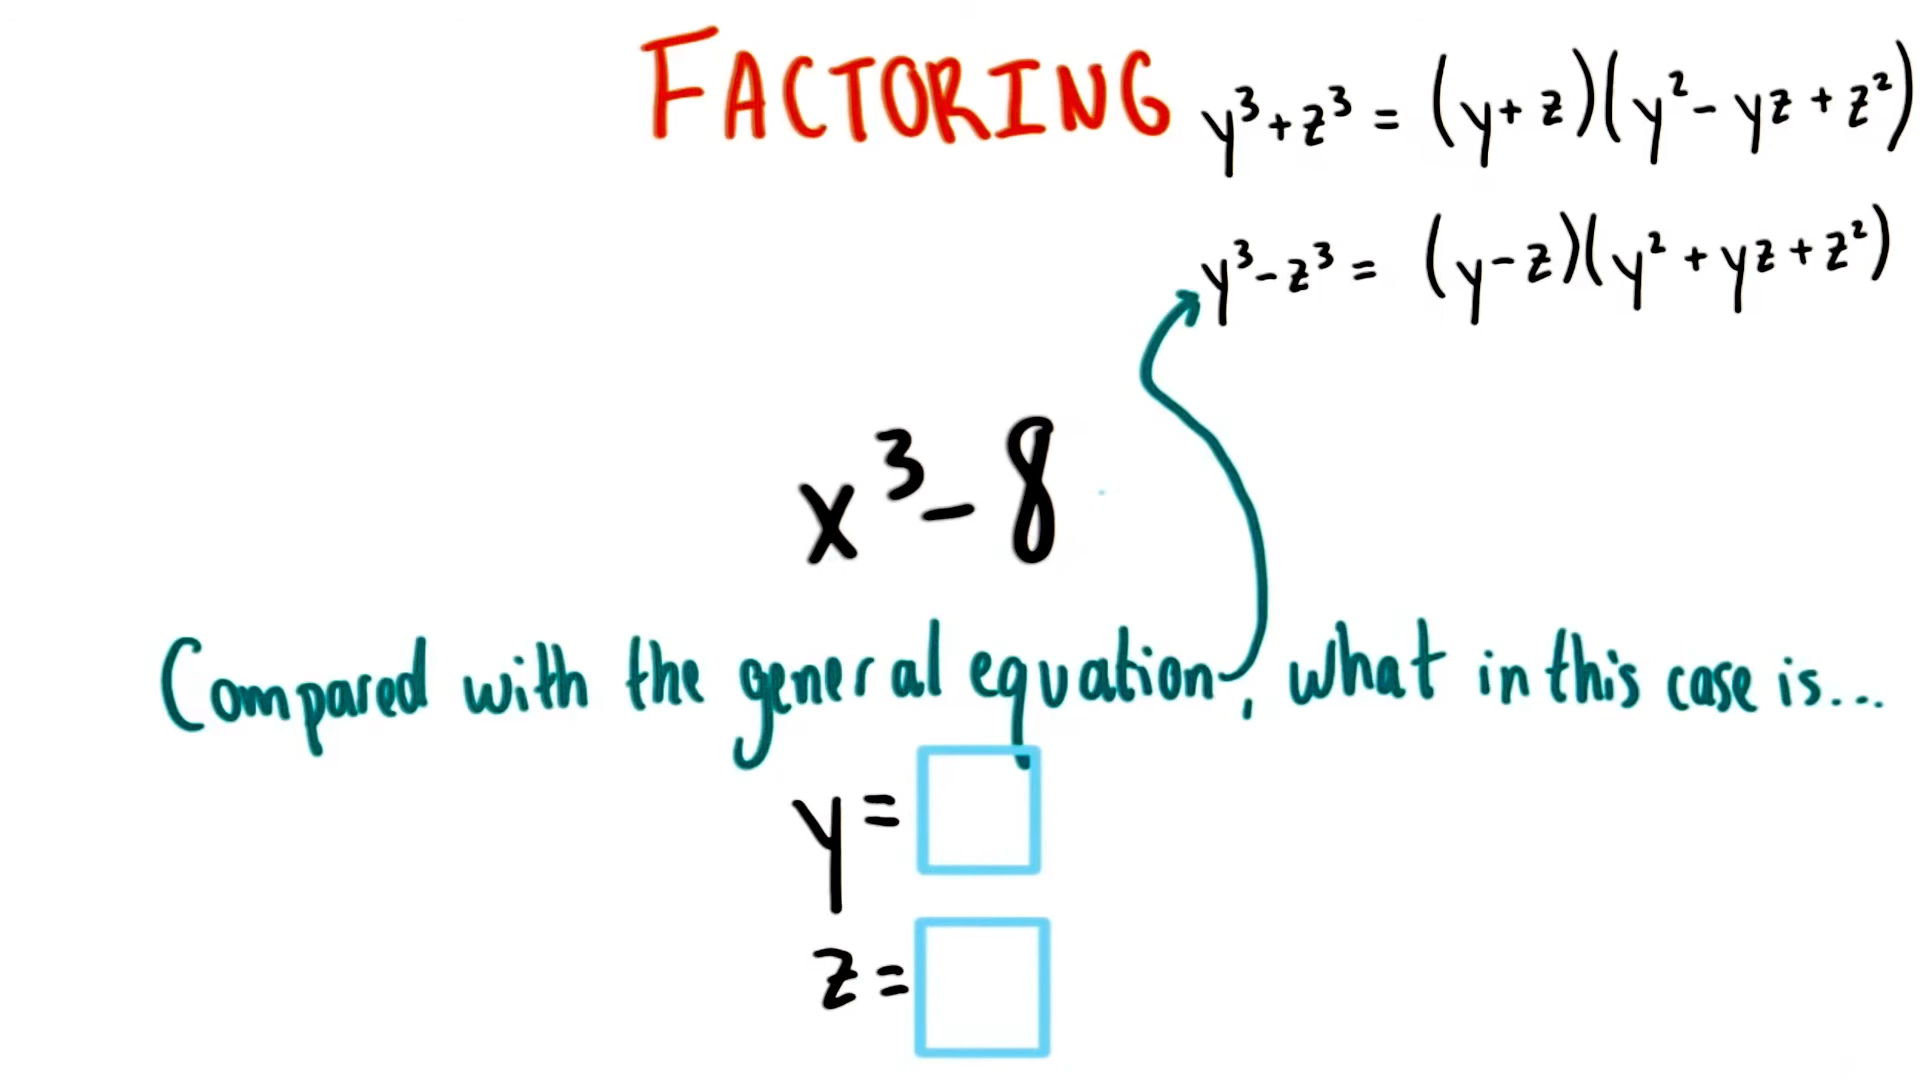 FACTORING
y³+z³ = (y+z)(y²-yz+z²)
y³-z³ = (y-z)(y²+yz+z²)
x³-8
Compared with the general equation, what in this case is...
y=
z=